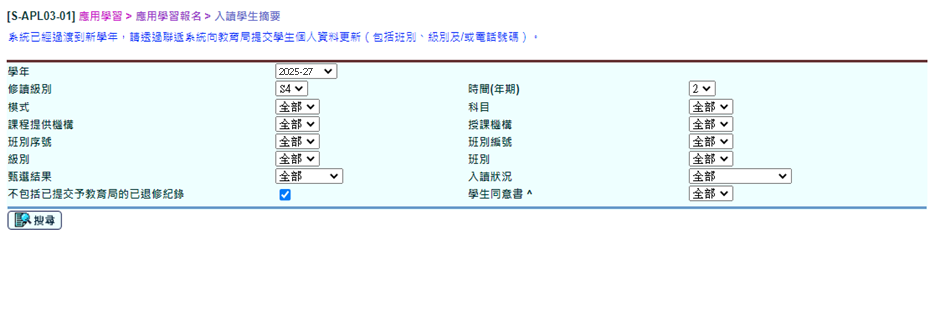 [S-APL03-01] 應用學習 > 應用學習報名 > 入讀學生摘要
系統已經過渡到新學年，請透過聯遞系統向教育局提交學生個人資料更新（包括班別、級別及/或電話號碼）。
學年 2025-27
修讀級別 S4 時間(年期) 2
模式 全部 科目 全部
課程提供機構 全部 授課機構 全部
班別序號 全部 班別編號 全部
級別 全部 班別 全部
甄選結果 全部 入讀狀況 全部
不包括已提交予教育局的已退修紀錄 學生同意書 ^ 全部
搜尋